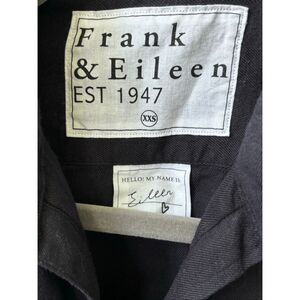 Frank
& Eileen
EST 1947
XXS
HELLO: MY NAME IS
Eileen